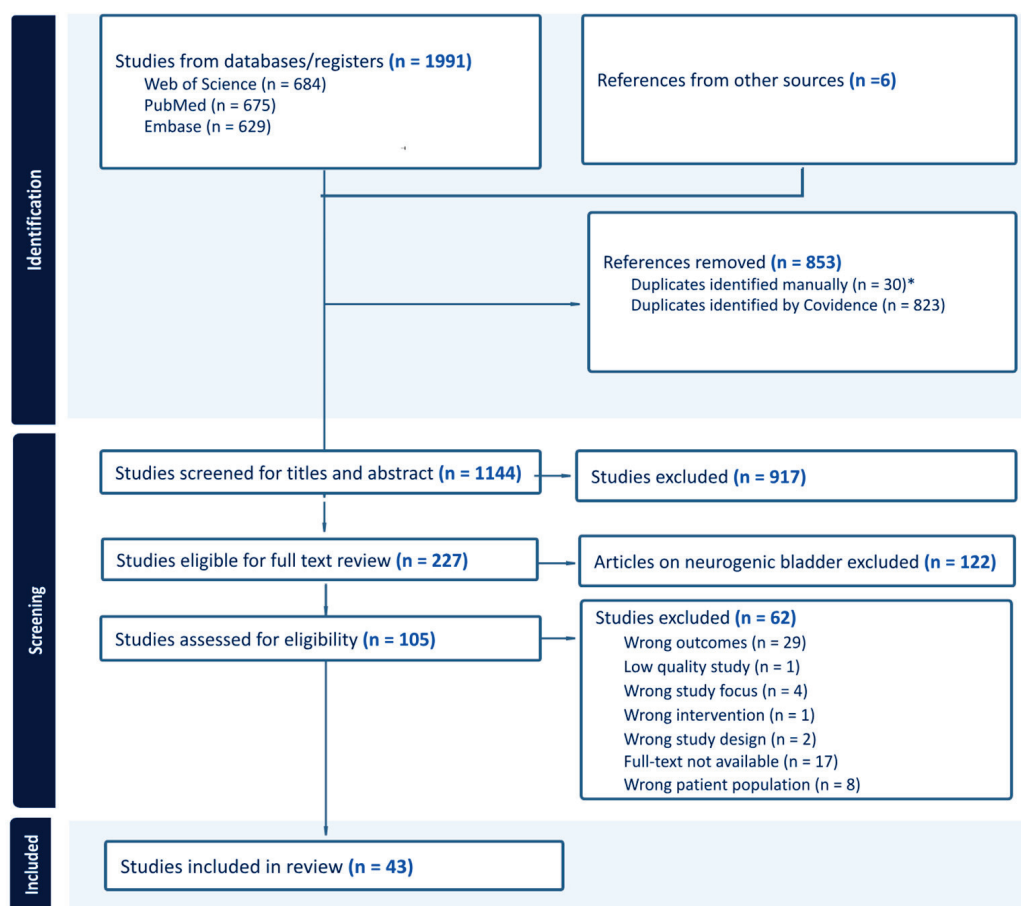 Identification
Studies from databases/registers (n = 1991)
Web of Science (n = 684)
PubMed (n = 675)
Embase (n = 629)
References from other sources (n =6)
References removed (n = 853)
Duplicates identified manually (n = 30)*
Duplicates identified by Covidence (n = 823)
Screening
Studies screened for titles and abstract (n = 1144)
Studies excluded (n = 917)
Studies eligible for full text review (n = 227)
Articles on neurogenic bladder excluded (n = 122)
Studies assessed for eligibility (n = 105)
Studies excluded (n = 62)
Wrong outcomes (n = 29)
Low quality study (n = 1)
Wrong study focus (n = 4)
Wrong intervention (n = 1)
Wrong study design (n = 2)
Full-text not available (n = 17)
Wrong patient population (n = 8)
Included
Studies included in review (n = 43)